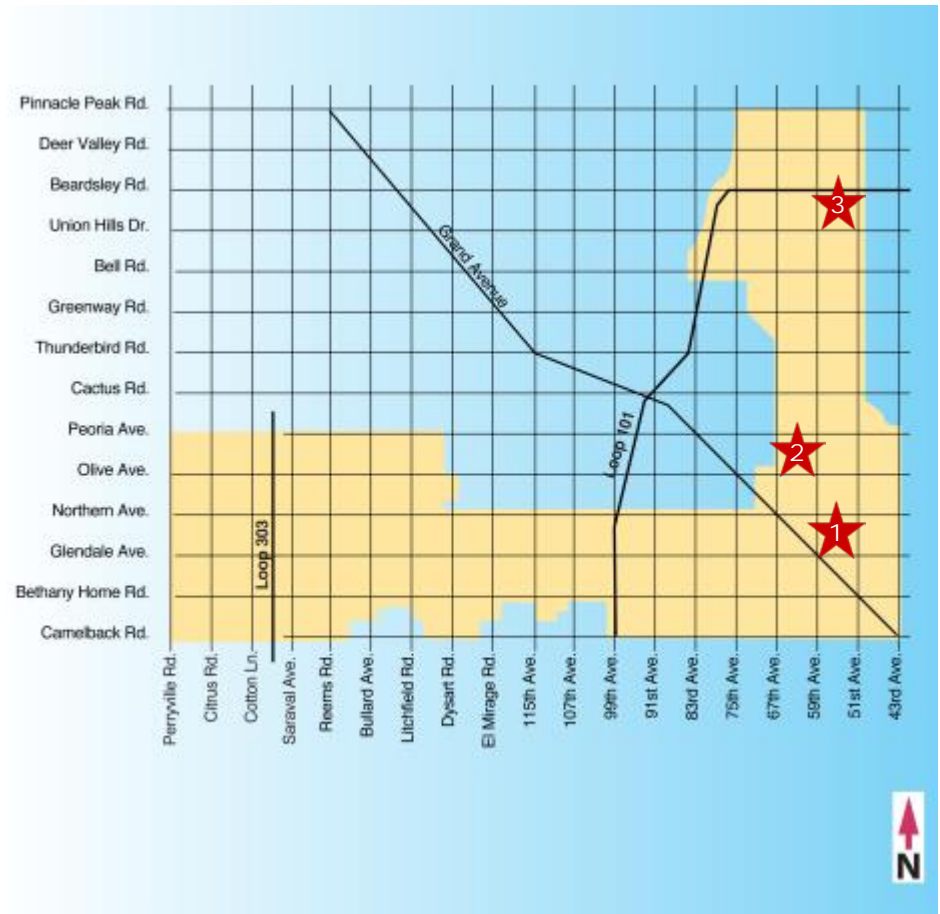 Pinnacle Peak Rd.
Deer Valley Rd.
Beardsley Rd.
3
Union Hills Dr.
Grand Avenue
Bell Rd.
Greenway Rd.
Thunderbird Rd.
Cactus Rd.
Peoria Ave.
Loop 101
2
Olive Ave.
Northern Ave.
1
Glendale Ave.
Loop 303
Bethany Home Rd.
Camelback Rd.
Perryville Rd.
Citrus Rd.
Cotton Ln.
Saraval Ave.
Reems Rd.
Bullard Ave.
Litchfield Rd.
Dysart Rd.
El Mirage Rd.
115th Ave.
107th Ave.
99th Ave.
91st Ave.
83rd Ave.
75th Ave.
67th Ave.
59th Ave.
51st Ave.
43rd Ave.
N